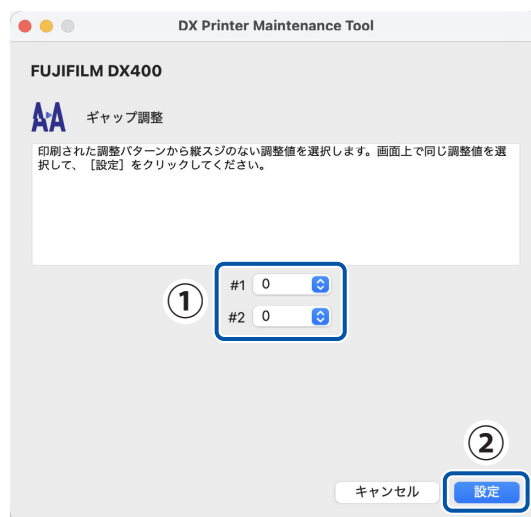 DX Printer Maintenance Tool
FUJIFILM DX400
AA
ギャップ調整
印刷された調整パターンから縦スジのない調整値を選択します。画面上で同じ調整値を選
択して、［設定］をクリックしてください。
① #1 0
#2 0
②
キャンセル 設定